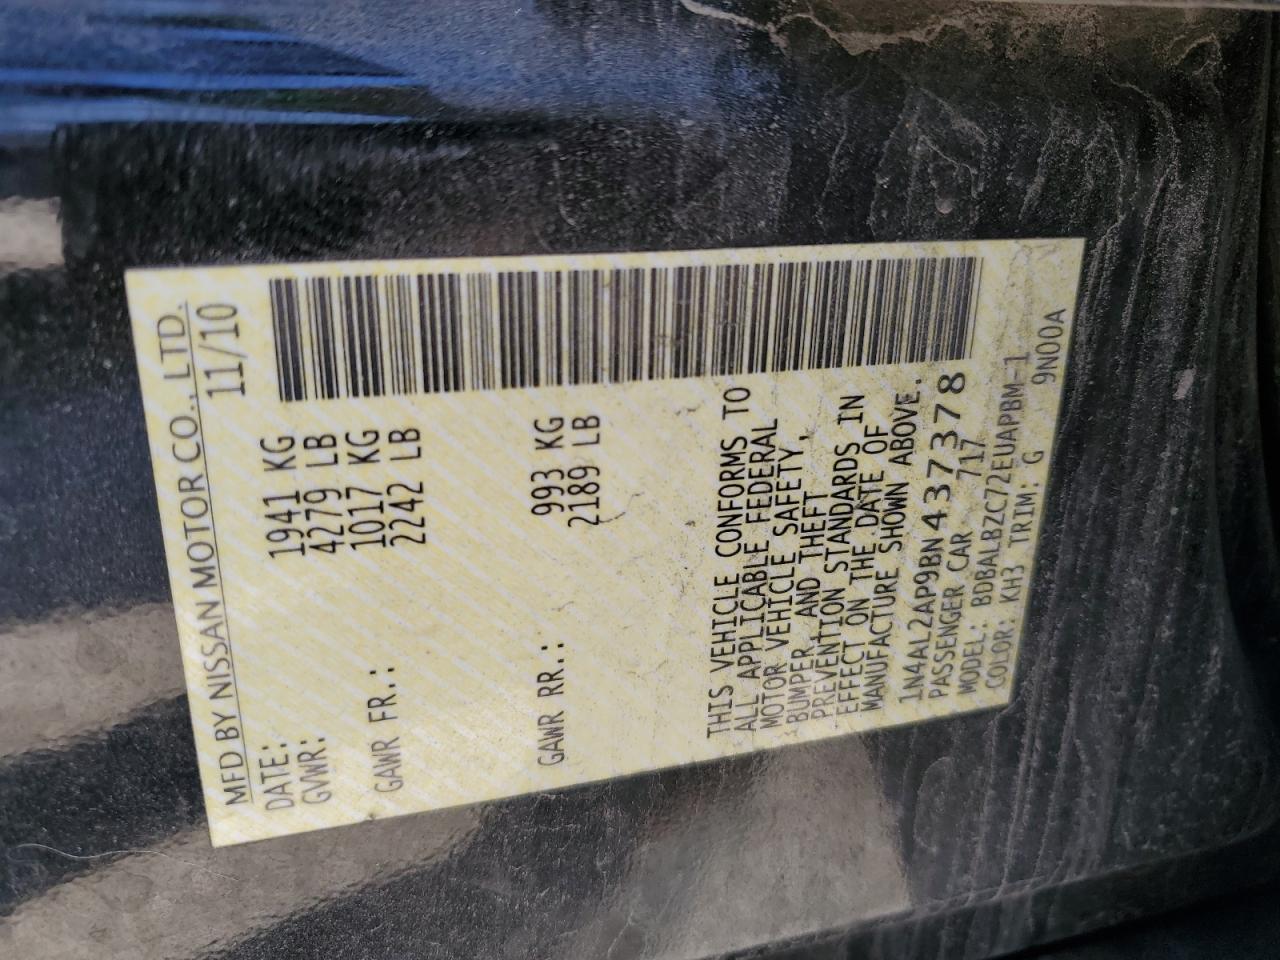 MFD BY NISSAN MOTOR CO., LTD.
DATE: 11/10
GVWR: 1941 KG
4279 LB
GAWR FR.: 1017 KG
2242 LB
GAWR RR.: 993 KG
2189 LB
THIS VEHICLE CONFORMS TO
ALL APPLICABLE FEDERAL
MOTOR VEHICLE SAFETY,
BUMPER, AND THEFT
PREVENTION STANDARDS IN
EFFECT ON THE DATE OF
MANUFACTURE SHOWN ABOVE.
1N4AL2AP9BN437378
PASSENGER CAR 717
MODEL: BDBALBZC72EUAPBM-1
COLOR: KH3 TRIM: G 9N00A